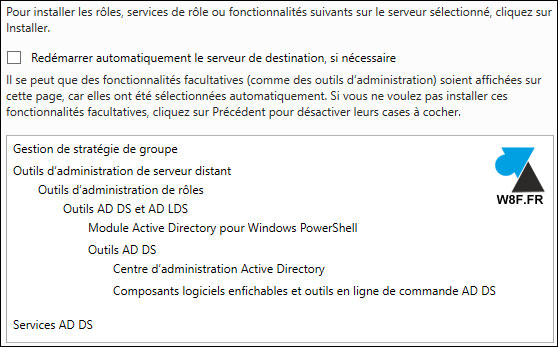 Pour installer les rôles, services de rôle ou fonctionnalités suivants sur le serveur sélectionné, cliquez sur
Installer.
Redémarrer automatiquement le serveur de destination, si nécessaire
Il se peut que des fonctionnalités facultatives (comme des outils d’administration) soient affichées sur
cette page, car elles ont été sélectionnées automatiquement. Si vous ne voulez pas installer ces
fonctionnalités facultatives, cliquez sur Précédent pour désactiver leurs cases à cocher.
Gestion de stratégie de groupe
Outils d’administration de serveur distant
Outils d’administration de rôles
Outils AD DS et AD LDS
Module Active Directory pour Windows PowerShell
Outils AD DS
Centre d’administration Active Directory
Composants logiciels enfichables et outils en ligne de commande AD DS
Services AD DS
W8F.FR